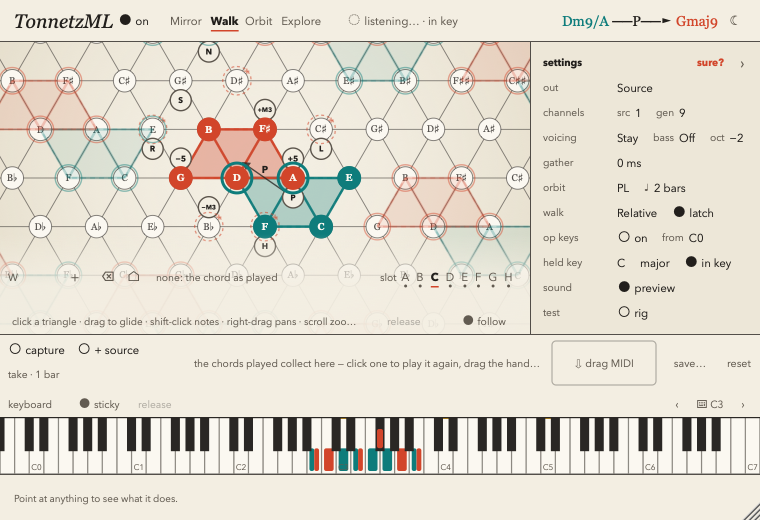 TonnetzML on Mirror Walk Orbit Explore listening… · in key Dm9/A —P—► Gmaj9
N
B F♯ C♯ G♯ D♯ A♯ E♯ B♯ F♯♯ C♯♯
S +M3
D A E B F♯ C♯ G♯ D♯ A♯
R L
−5 P +5
B♭ F C G D A E B F♯ C♯
P
−M3
D♭ A♭ E♭ B♭ F C G D A
H
W + none: the chord as played slot A B C D E F G H
click a triangle · drag to glide · shift-click notes · right-drag pans · scroll zoo… release follow
settings sure? ›
out Source
channels src 1 gen 9
voicing Stay bass Off oct −2
gather 0 ms
orbit PL ♩ 2 bars
walk Relative latch
op keys on from C0
held key C major in key
sound preview
test rig
capture + source
take · 1 bar
the chords played collect here – click one to play it again, drag the hand…
⇩ drag MIDI save… reset
keyboard sticky release ‹ C3 ›
C0 C1 C2 C4 C5 C6 C7
Point at anything to see what it does.